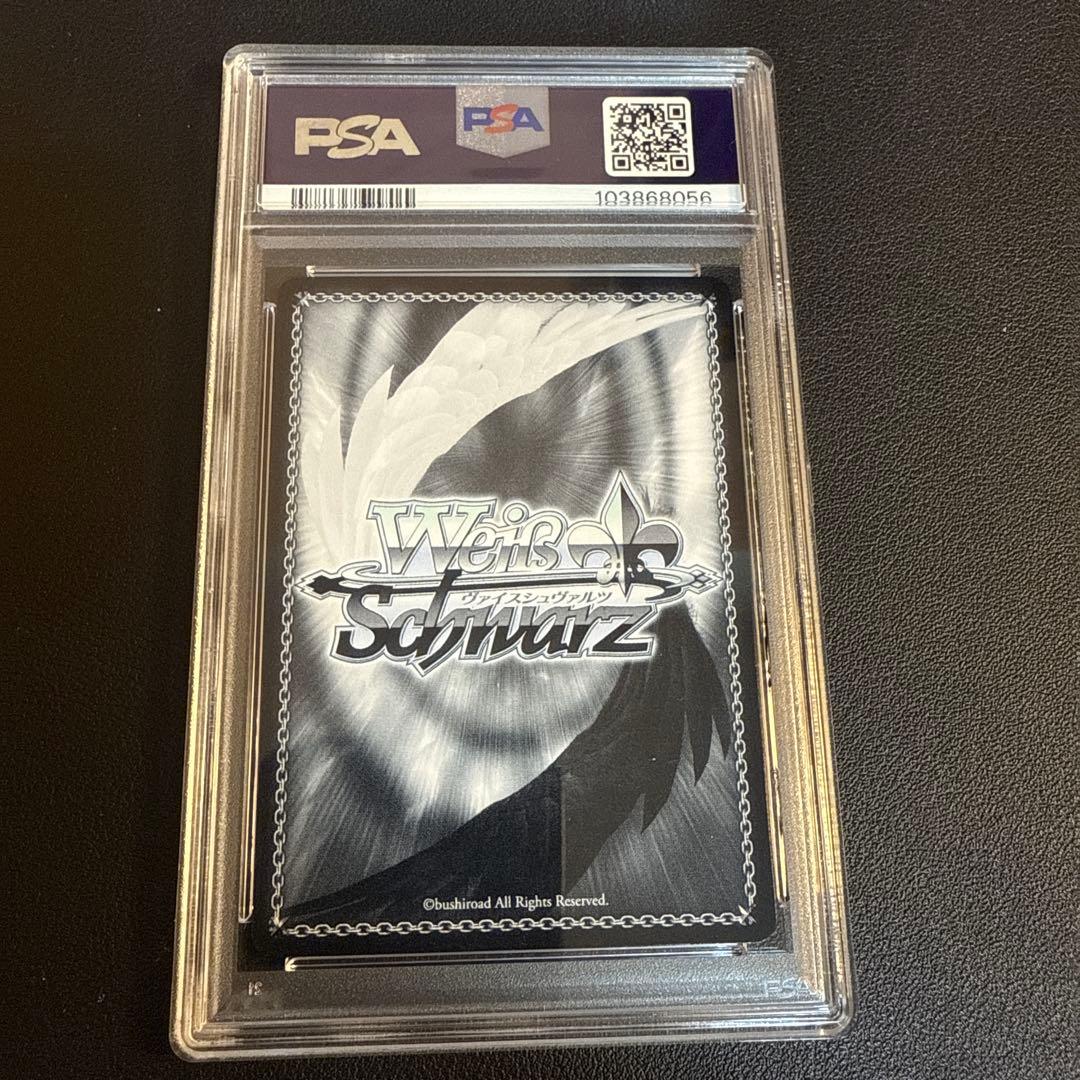 PSA
PSA
103868056
Weiß
ヴァイスシュヴァルツ
Schwarz
©bushiroad All Rights Reserved.
PSA